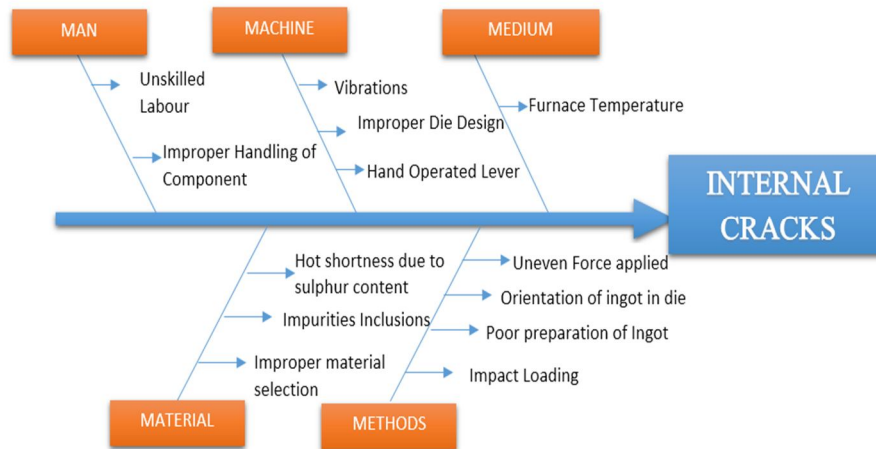 MAN
MACHINE
MEDIUM
Unskilled
Labour
Improper Handling of
Component
Vibrations
Improper Die Design
Hand Operated Lever
Furnace Temperature
INTERNAL
CRACKS
Hot shortness due to
sulphur content
Impurities Inclusions
Improper material
selection
Uneven Force applied
Orientation of ingot in die
Poor preparation of Ingot
Impact Loading
MATERIAL
METHODS